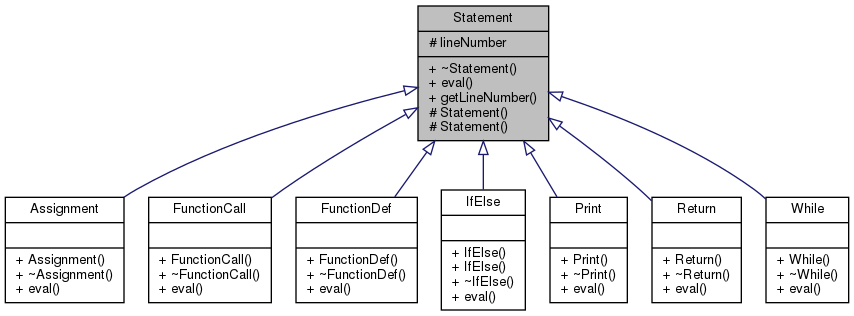 Statement
# lineNumber
+ ~Statement()
+ eval()
+ getLineNumber()
# Statement()
# Statement()
Assignment
+ Assignment()
+ ~Assignment()
+ eval()
FunctionCall
+ FunctionCall()
+ ~FunctionCall()
+ eval()
FunctionDef
+ FunctionDef()
+ ~FunctionDef()
+ eval()
IfElse
+ IfElse()
+ IfElse()
+ ~IfElse()
+ eval()
Print
+ Print()
+ ~Print()
+ eval()
Return
+ Return()
+ ~Return()
+ eval()
While
+ While()
+ ~While()
+ eval()